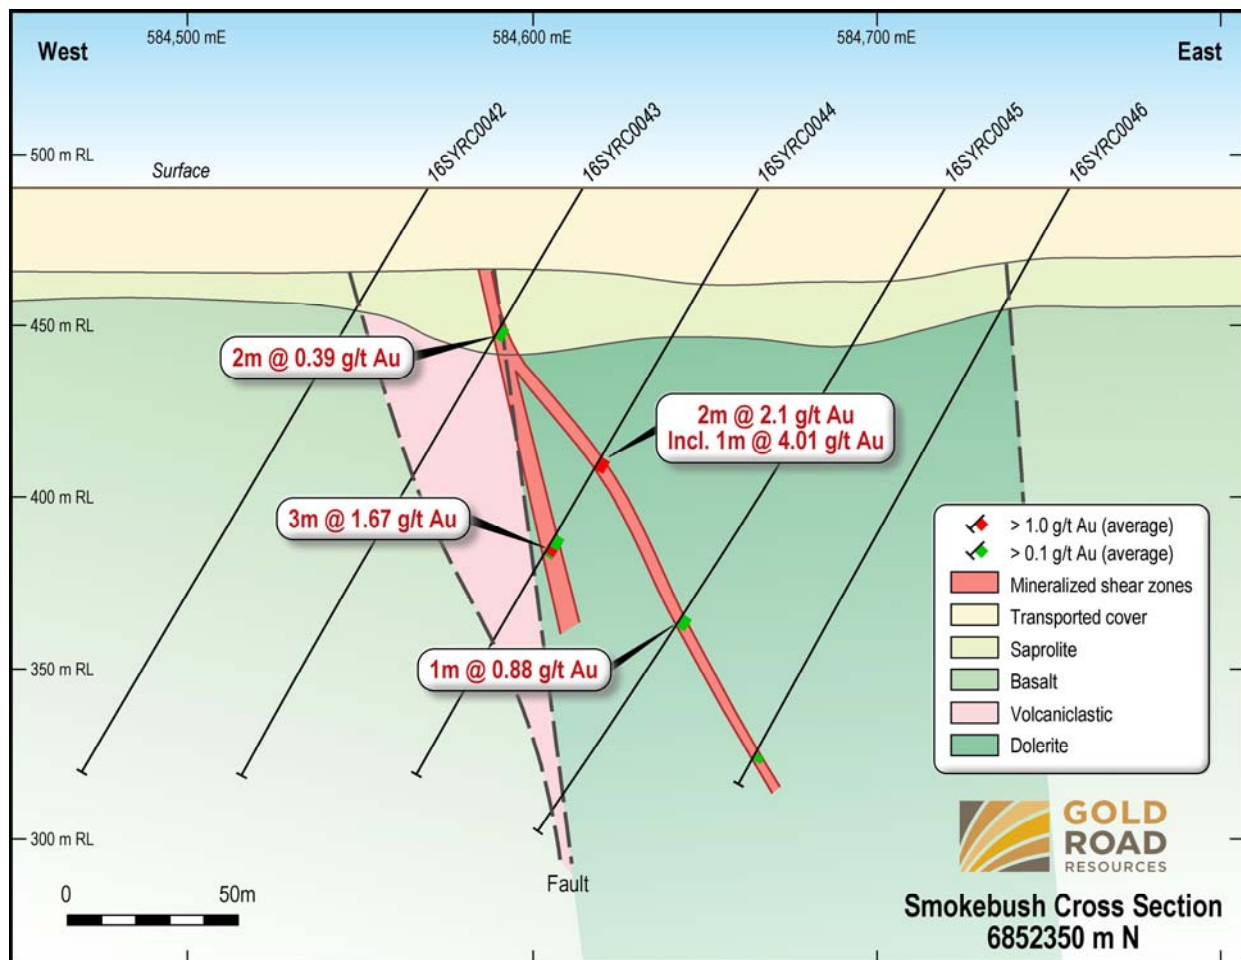 584,500 mE
584,600 mE
584,700 mE
West
East
16SYRC0042
16SYRC0043
16SYRC0044
16SYRC0045
16SYRC0046
500 m RL
Surface
450 m RL
2m @ 0.39 g/t Au
2m @ 2.1 g/t Au
Incl. 1m @ 4.01 g/t Au
400 m RL
3m @ 1.67 g/t Au
> 1.0 g/t Au (average)
> 0.1 g/t Au (average)
Mineralized shear zones
Transported cover
Saprolite
Basalt
Volcaniclastic
Dolerite
350 m RL
1m @ 0.88 g/t Au
300 m RL
GOLD
ROAD
RESOURCES
Fault
0 50m
Smokebush Cross Section
6852350 m N